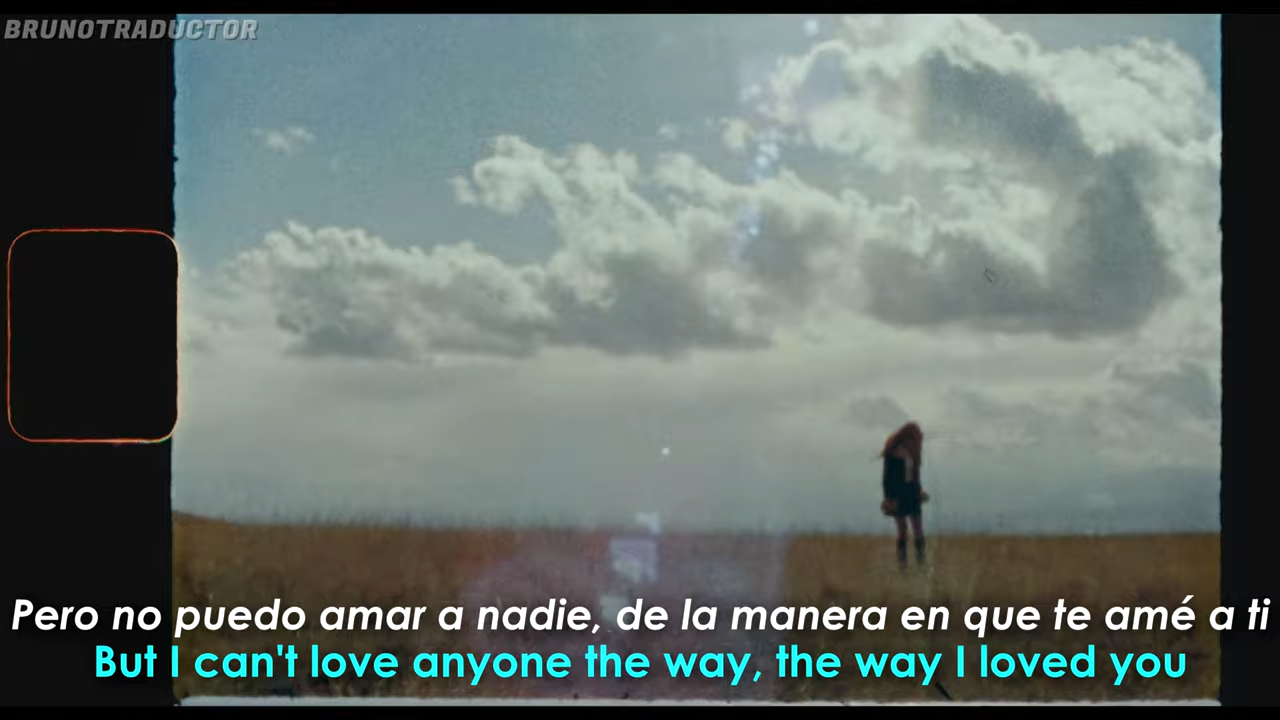 BRUNOTRADUCTOR
Pero no puedo amar a nadie, de la manera en que te amé a ti
But I can't love anyone the way, the way I loved you